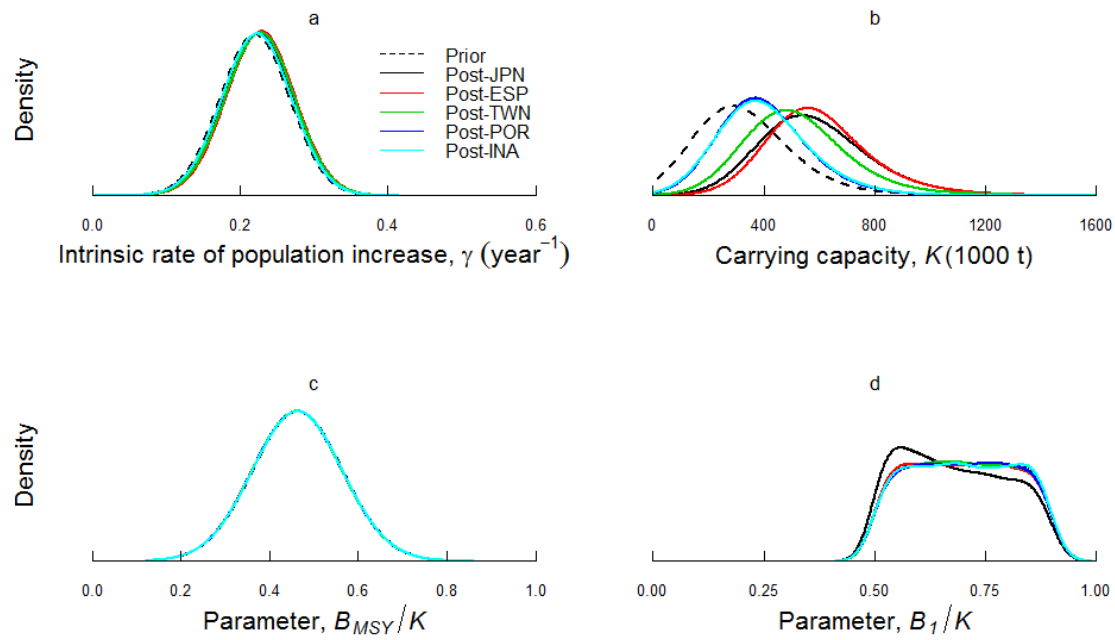 a
Density
Prior
Post-JPN
Post-ESP
Post-TWN
Post-POR
Post-INA
0.0 0.2 0.4 0.6
Intrinsic rate of population increase, γ (year⁻¹)
b
0 400 800 1200 1600
Carrying capacity, K (1000 t)
c
Density
0.0 0.2 0.4 0.6 0.8 1.0
Parameter, B_MSY/K
d
0.00 0.25 0.50 0.75 1.00
Parameter, B_1/K